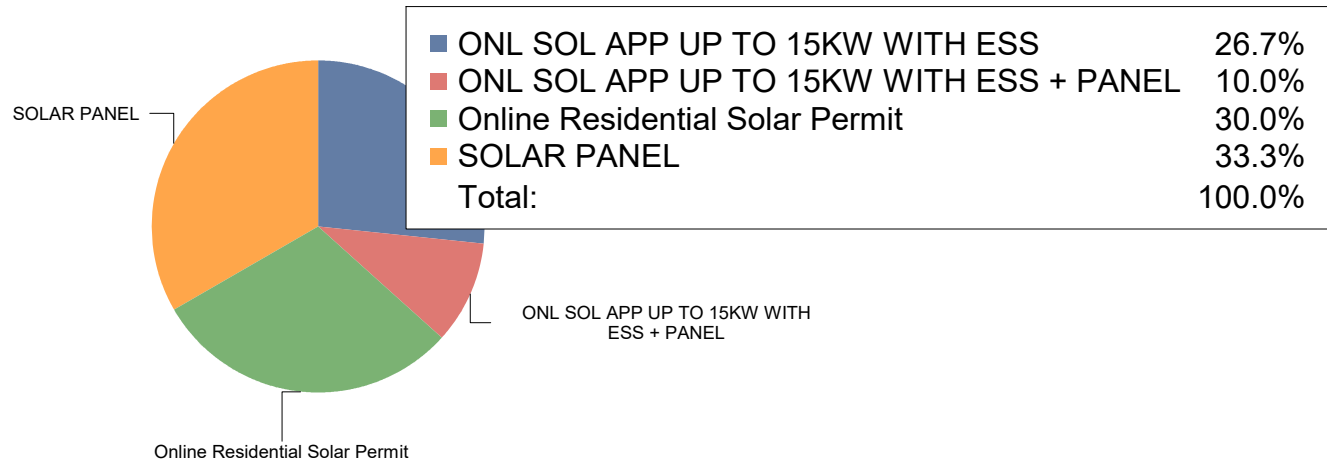 ONL SOL APP UP TO 15KW WITH ESS 26.7%
ONL SOL APP UP TO 15KW WITH ESS + PANEL 10.0%
Online Residential Solar Permit 30.0%
SOLAR PANEL 33.3%
Total: 100.0%
SOLAR PANEL
ONL SOL APP UP TO 15KW WITH
ESS + PANEL
Online Residential Solar Permit